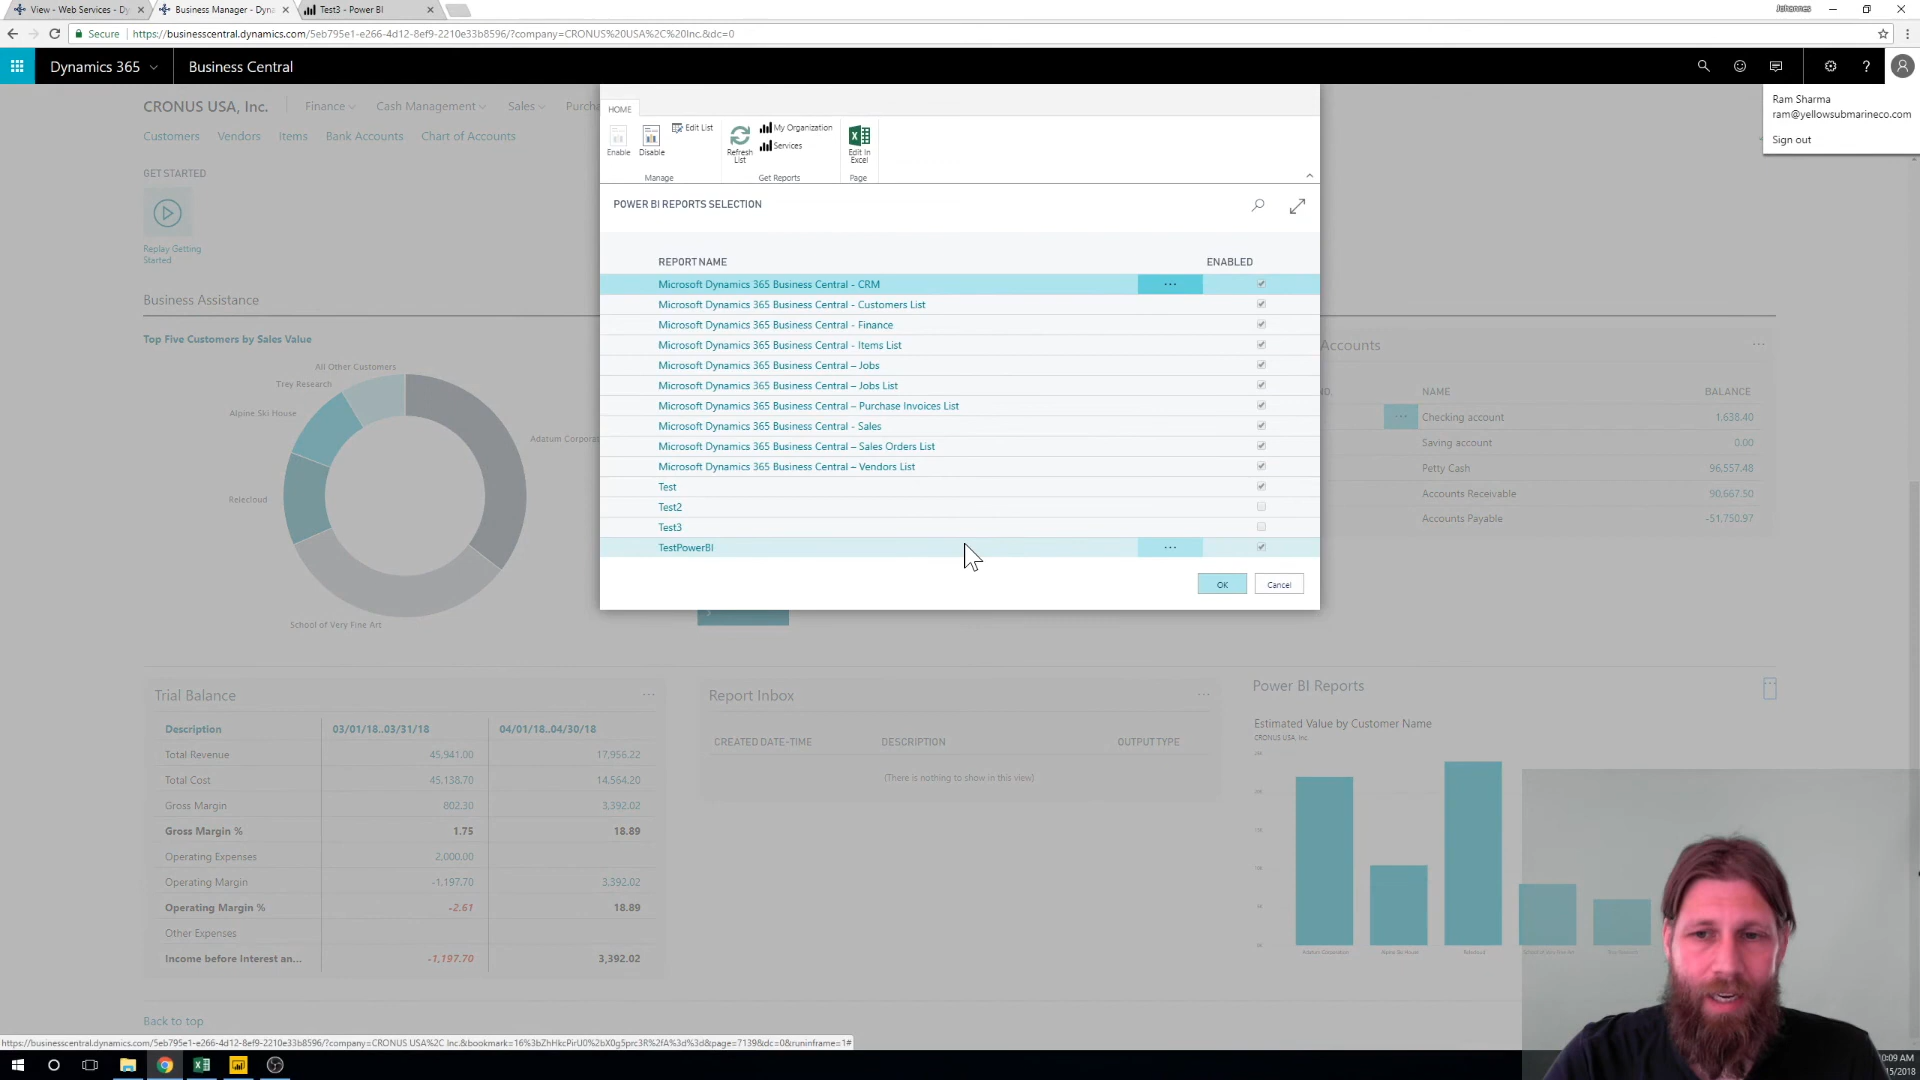 View - Web Services - Dy
Business Manager - Dyna
Test3 - Power BI
Johannes
Secure
https://businesscentral.dynamics.com/5eb795e1-e266-4d12-8ef9-2210e33b8596/?company=CRONUS%20USA%2C%20Inc.&dc=0
Dynamics 365
Business Central
Ram Sharma
ram@yellowsubmarineco.com
Sign out
CRONUS USA, Inc.
Finance
Cash Management
Sales
Purcha
Customers
Vendors
Items
Bank Accounts
Chart of Accounts
GET STARTED
Replay Getting
Started
Business Assistance
Top Five Customers by Sales Value
All Other Customers
Trey Research
Alpine Ski House
Adatum Corpora
Relecloud
School of Very Fine Art
HOME
Enable
Disable
Edit List
Refresh
List
My Organization
Services
Edit In
Excel
Manage
Get Reports
Page
POWER BI REPORTS SELECTION
REPORT NAME
ENABLED
Microsoft Dynamics 365 Business Central - CRM
Microsoft Dynamics 365 Business Central - Customers List
Microsoft Dynamics 365 Business Central - Finance
Microsoft Dynamics 365 Business Central - Items List
Microsoft Dynamics 365 Business Central – Jobs
Microsoft Dynamics 365 Business Central – Jobs List
Microsoft Dynamics 365 Business Central – Purchase Invoices List
Microsoft Dynamics 365 Business Central - Sales
Microsoft Dynamics 365 Business Central – Sales Orders List
Microsoft Dynamics 365 Business Central – Vendors List
Test
Test2
Test3
TestPowerBI
OK
Cancel
Accounts
NO.
NAME
BALANCE
Checking account
1,638.40
Saving account
0.00
Petty Cash
96,557.48
Accounts Receivable
90,667.50
Accounts Payable
-51,750.97
Trial Balance
Description
03/01/18..03/31/18
04/01/18..04/30/18
Total Revenue
45,941.00
17,956.22
Total Cost
45,138.70
14,564.20
Gross Margin
802.30
3,392.02
Gross Margin %
1.75
18.89
Operating Expenses
2,000.00
Operating Margin
-1,197.70
3,392.02
Operating Margin %
-2.61
18.89
Other Expenses
Income before interest an...
-1,197.70
3,392.02
Report Inbox
CREATED DATE-TIME
DESCRIPTION
OUTPUT TYPE
(There is nothing to show in this view)
Power BI Reports
Estimated Value by Customer Name
CRONUS USA, Inc.
Adatum Corporation
Alpine Ski House
Relecloud
Back to top